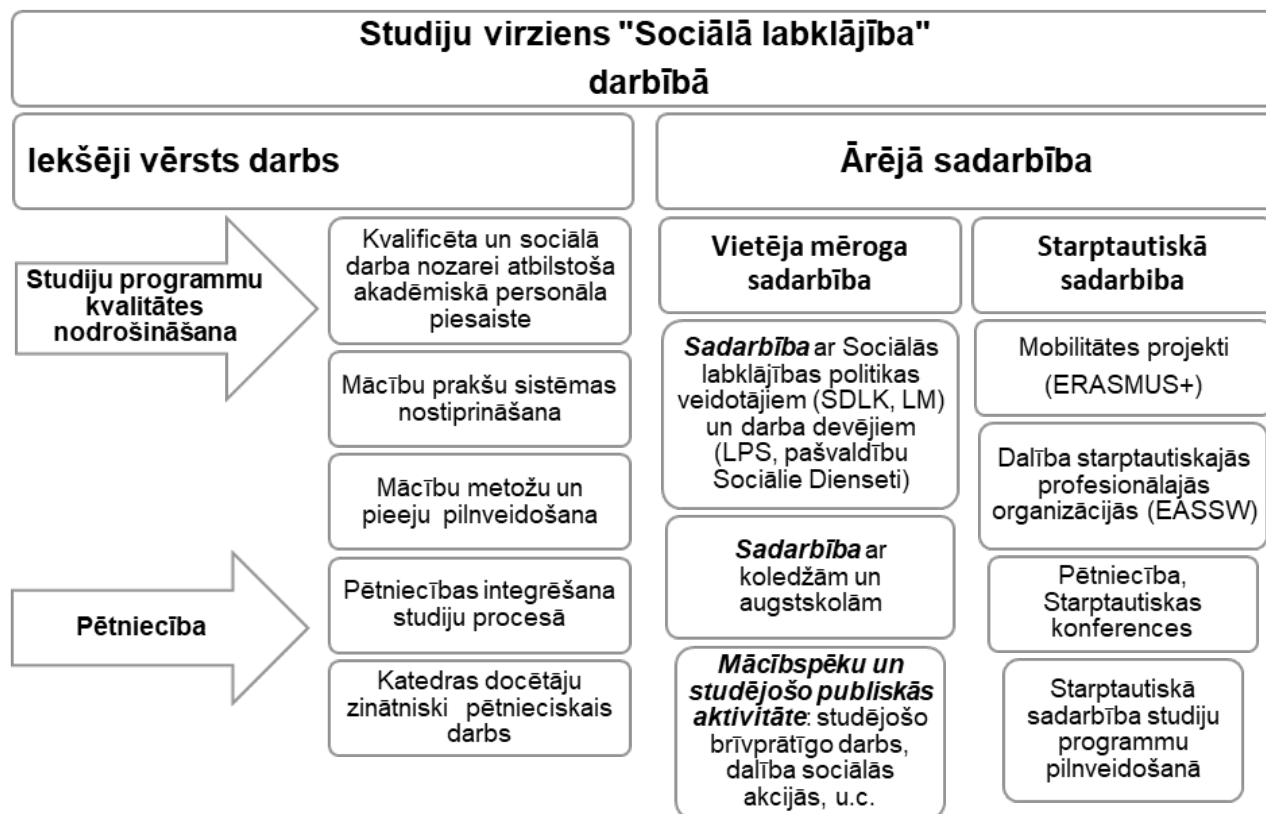 Studiju virziens "Sociālā labklājība"
darbībā
Iekšēji vērsts darbs
Studiju programmu
kvalitātes
nodrošināšana
Kvalificēta un sociālā
darba nozarei atbilstoša
akadēmiskā personāla
piesaiste
Mācību prakšu sistēmas
nostiprināšana
Mācību metožu un
pieeju pilnveidošana
Pētniecība
Pētniecības integrēšana
studiju procesā
Katedras docētāju
zinātniski pētnieciskais
darbs
Ārējā sadarbība
Vietēja mēroga
sadarbība
Sadarbība ar Sociālās
labklājības politikas
veidotājiem (SDLK, LM)
un darba devējiem
(LPS, pašvaldību
Sociālie Dienseti)
Sadarbība ar
koledžām un
augstskolām
Mācībspēku un
studējošo publiskās
aktivitāte: studējošo
brīvprātīgo darbs,
dalība sociālās
akcijās, u.c.
Starptautiskā
sadarbiba
Mobilitātes projekti
(ERASMUS+)
Dalība starptautiskajās
profesionālajās
organizācijās (EASSW)
Pētniecība,
Starptautiskas
konferences
Starptautiskā
sadarbība studiju
programmu
pilnveidošanā